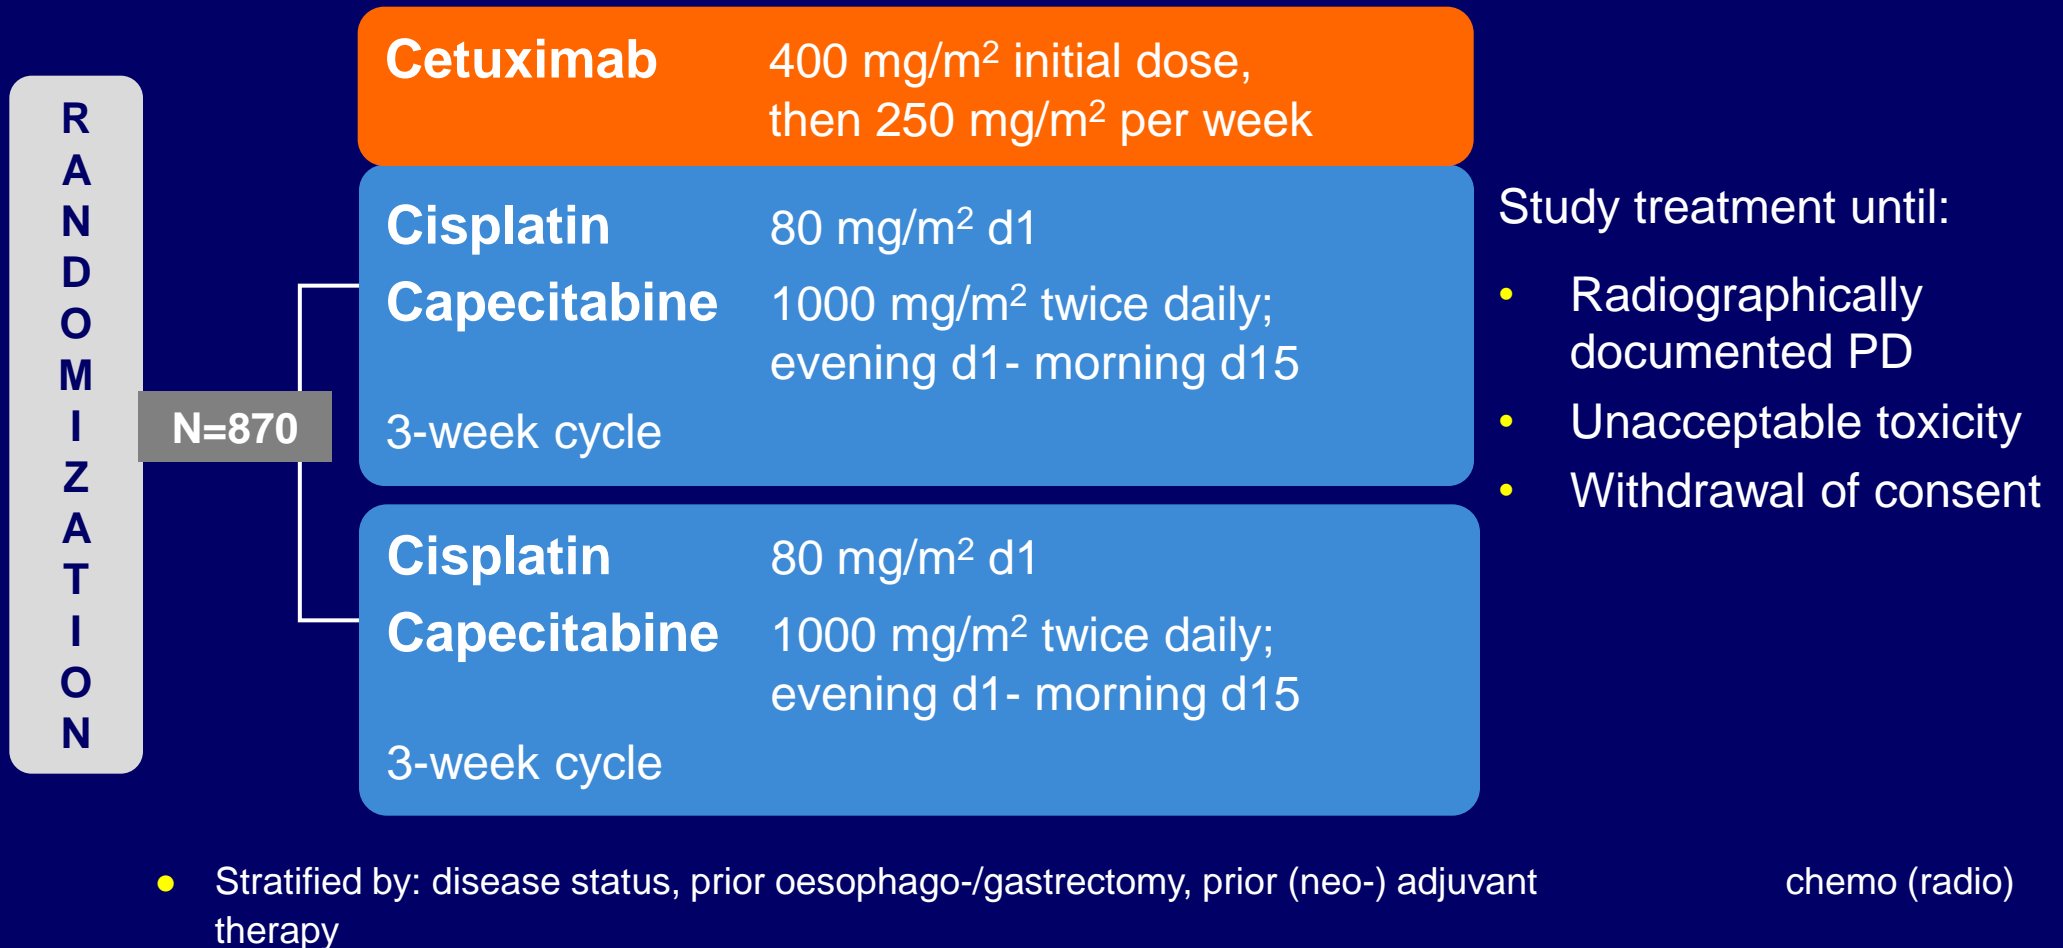 RANDOMIZATION
N=870
Cetuximab 400 mg/m² initial dose,
then 250 mg/m² per week
Cisplatin 80 mg/m² d1
Capecitabine 1000 mg/m² twice daily;
evening d1- morning d15
3-week cycle
Cisplatin 80 mg/m² d1
Capecitabine 1000 mg/m² twice daily;
evening d1- morning d15
3-week cycle
Study treatment until:
• Radiographically
documented PD
• Unacceptable toxicity
• Withdrawal of consent
• Stratified by: disease status, prior oesophago-/gastrectomy, prior (neo-) adjuvant chemo (radio)
therapy